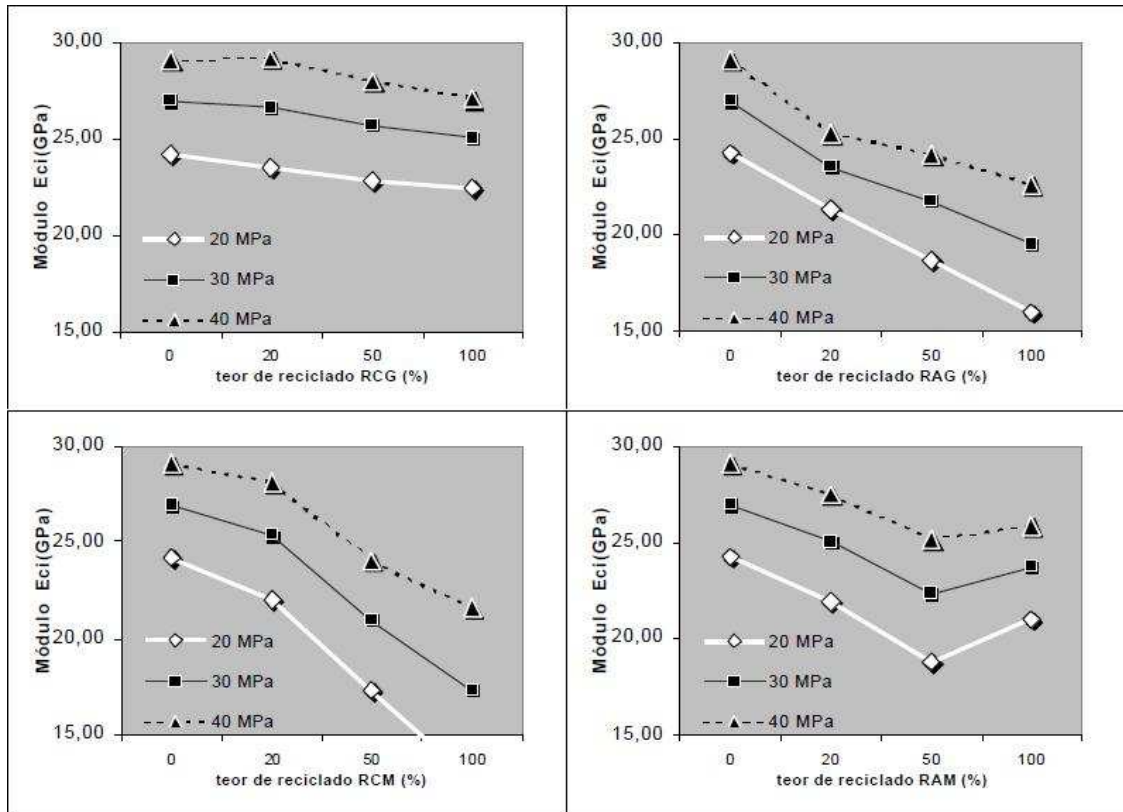 30,00
25,00
20,00
15,00
Módulo Eci(GPa)
20 MPa
30 MPa
40 MPa
0 20 50 100
teor de reciclado RCG (%)
30,00
25,00
20,00
15,00
Módulo Eci(GPa)
20 MPa
30 MPa
40 MPa
0 20 50 100
teor de reciclado RAG (%)
30,00
25,00
20,00
15,00
Módulo Eci(GPa)
20 MPa
30 MPa
40 MPa
0 20 50 100
teor de reciclado RCM (%)
30,00
25,00
20,00
15,00
Módulo Eci(GPa)
20 MPa
30 MPa
40 MPa
0 20 50 100
teor de reciclado RAM (%)